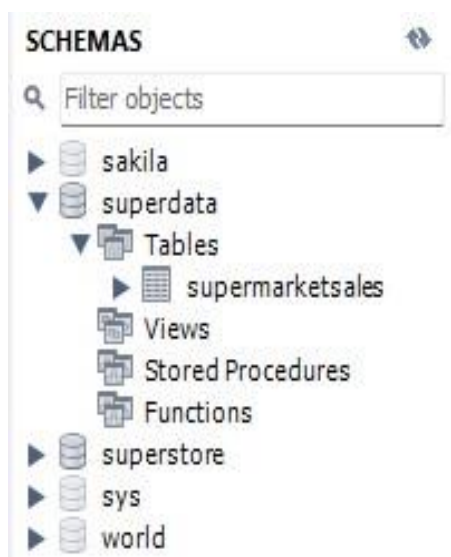 SCHEMAS
Filter objects
sakila
superdata
Tables
supermarketsales
Views
Stored Procedures
Functions
superstore
sys
world